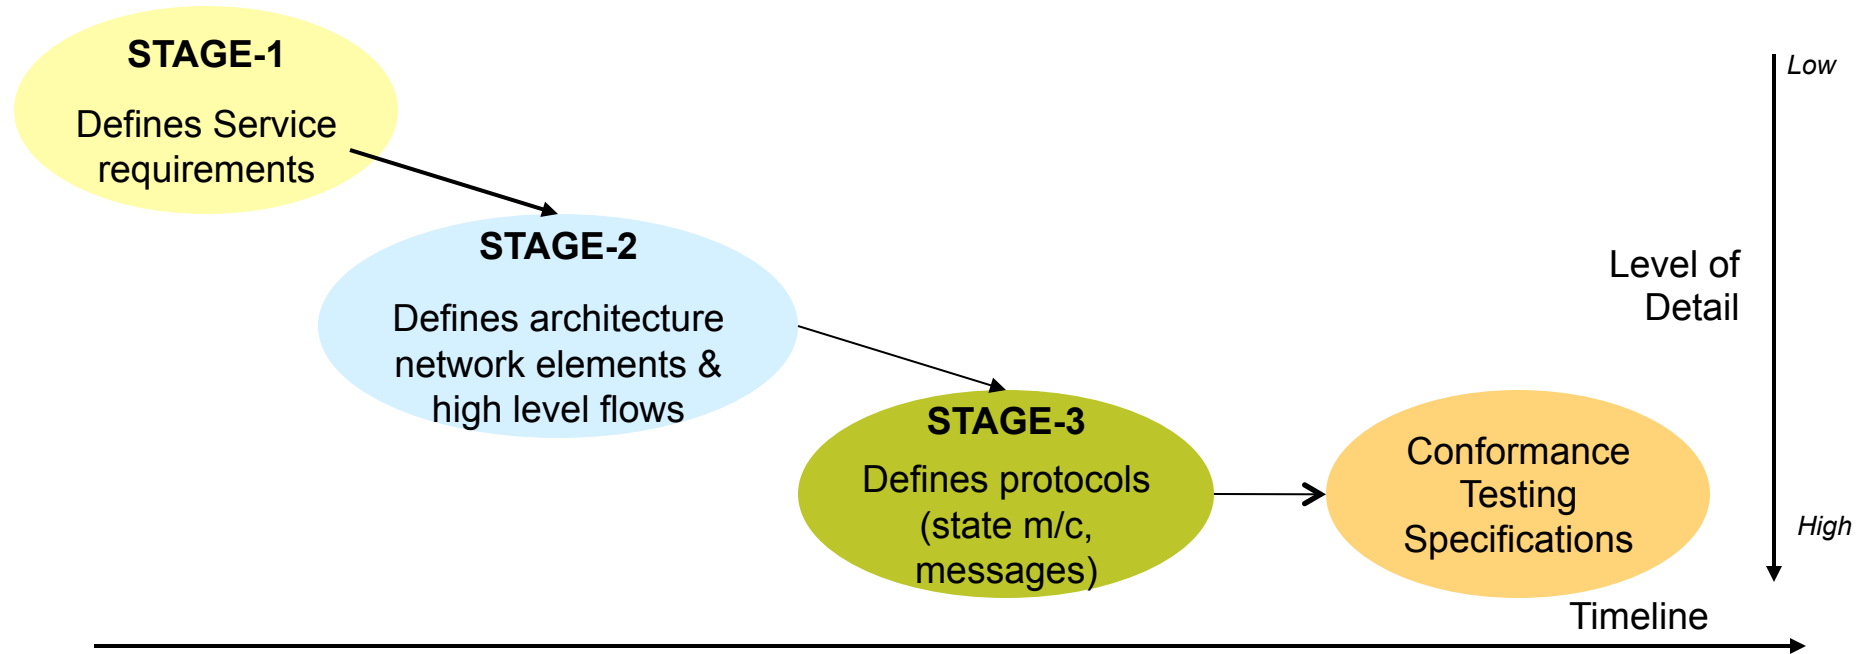 STAGE-1
Defines Service
requirements
STAGE-2
Defines architecture
network elements &
high level flows
STAGE-3
Defines protocols
(state m/c,
messages)
Conformance
Testing
Specifications
Low
Level of
Detail
High
Timeline